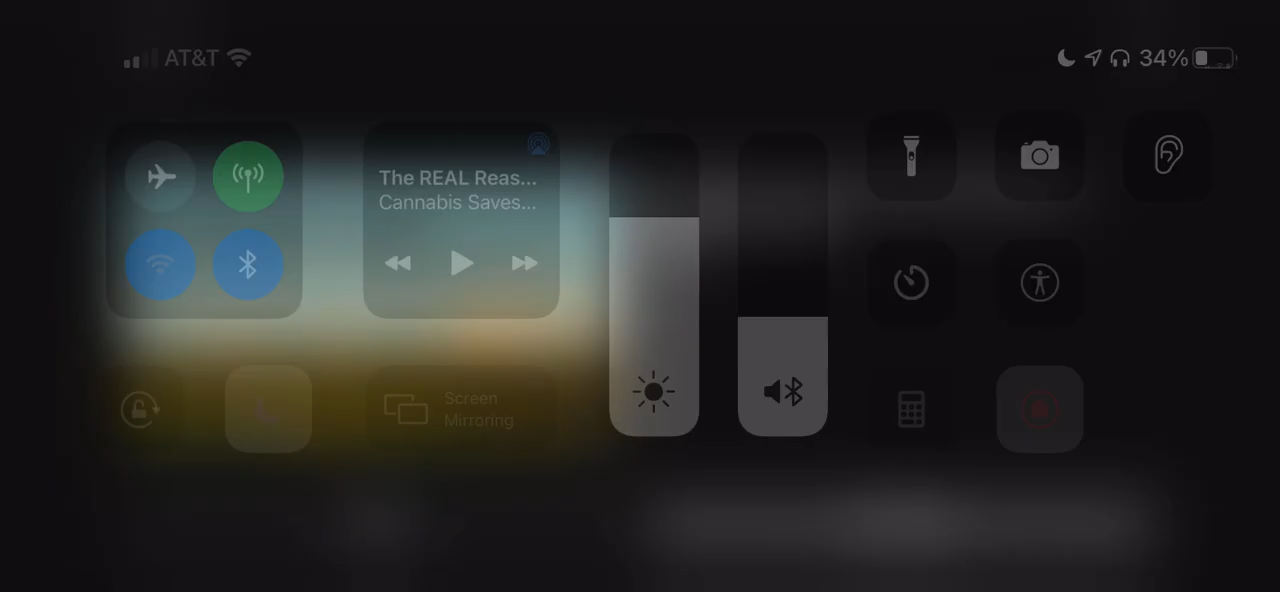 AT&T
34%
The REAL Reas...
Cannabis Saves...
Screen
Mirroring